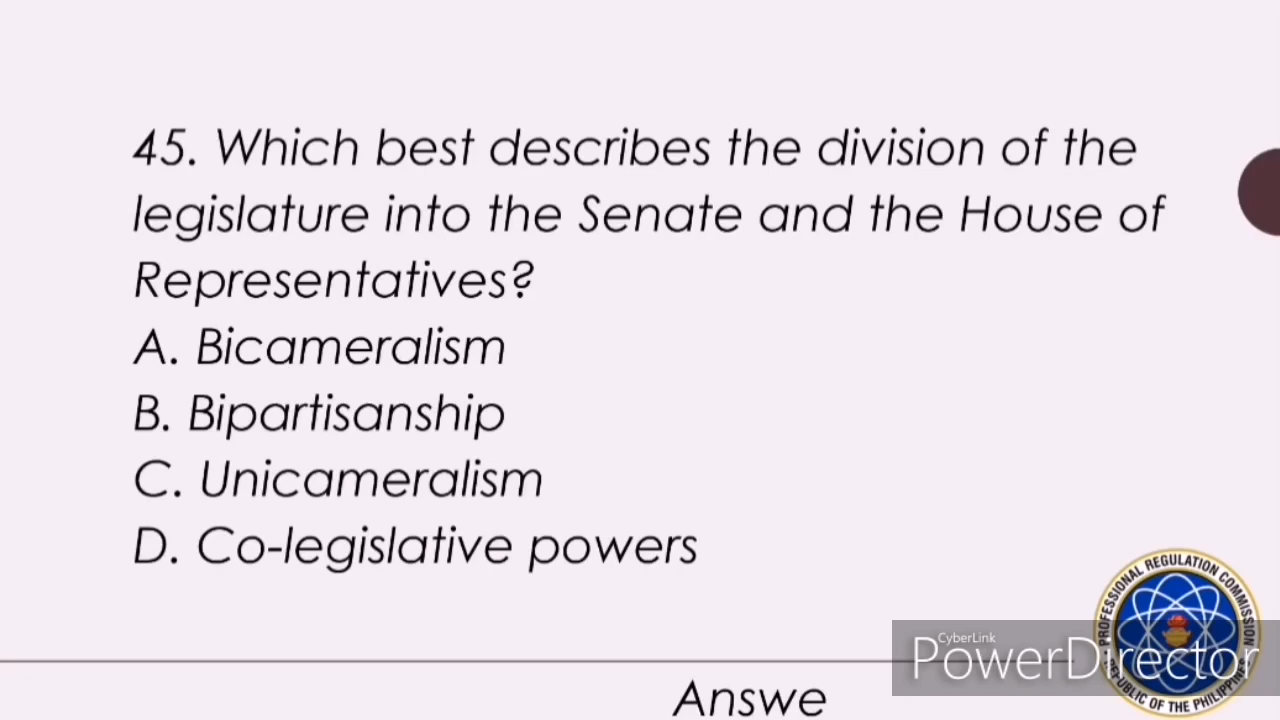 45. Which best describes the division of the
legislature into the Senate and the House of
Representatives?
A. Bicameralism
B. Bipartisanship
C. Unicameralism
D. Co-legislative powers
PROFESSIONAL REGULATION COMMISSION
REPUBLIC OF THE PHILIPPINES
CyberLink
PowerDirector
Answe